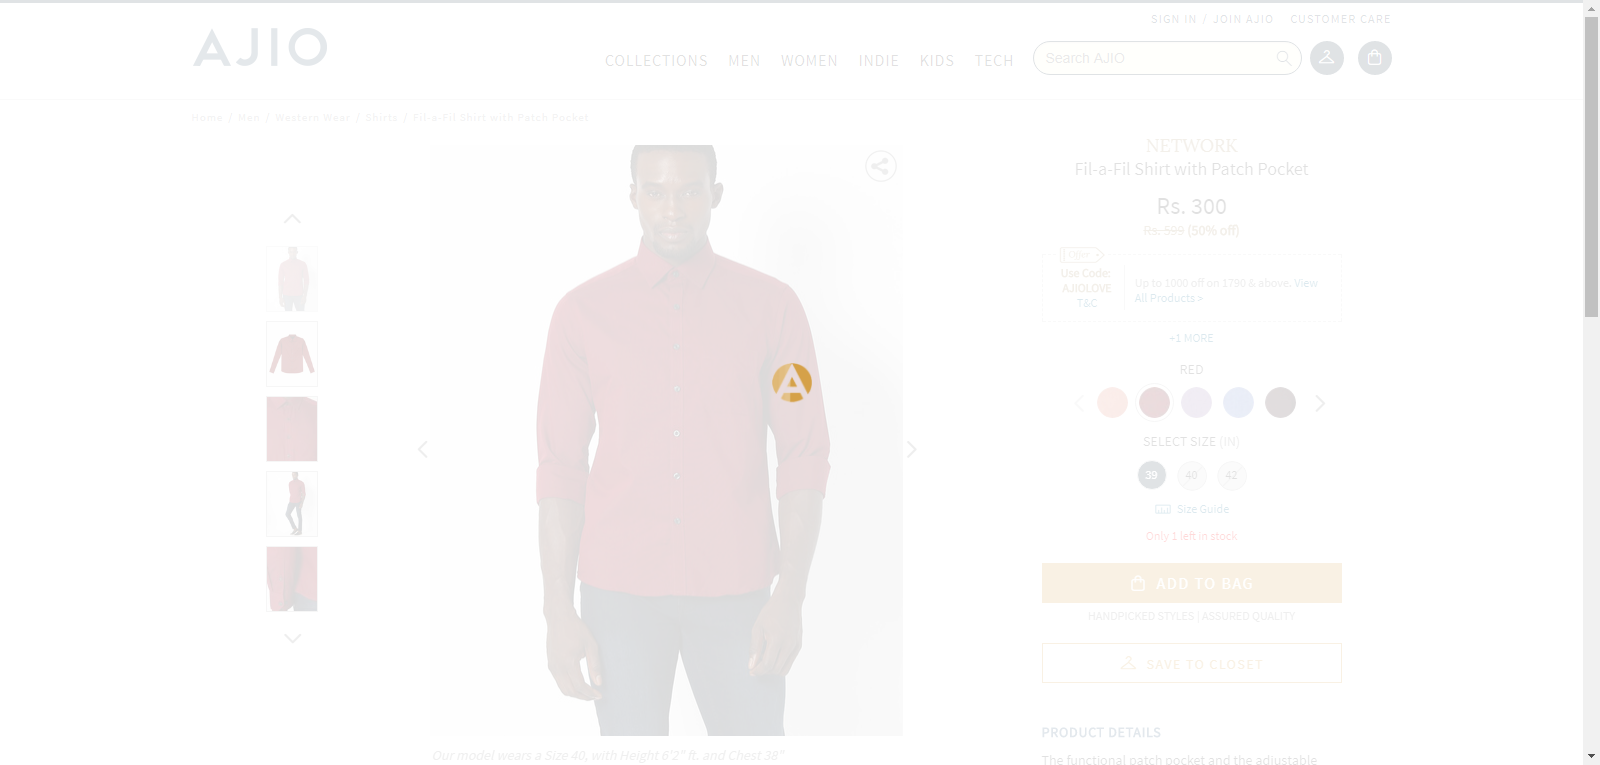 SIGN IN / JOIN AJIO CUSTOMER CARE
AJIO
COLLECTIONS MEN WOMEN INDIE KIDS TECH
Search AJIO
Home / Men / Western Wear / Shirts / Fil-a-Fil Shirt with Patch Pocket
NETWORK
Fil-a-Fil Shirt with Patch Pocket
Rs. 300
Rs. 599 (50% off)
Offer
Use Code:
AJIOLOVE
T&C
Up to 1000 off on 1790 & above. View
All Products >
+1 MORE
RED
SELECT SIZE (IN)
39 40 42
Size Guide
Only 1 left in stock
ADD TO BAG
HANDPICKED STYLES | ASSURED QUALITY
SAVE TO CLOSET
PRODUCT DETAILS
The functional patch pocket and the adjustable
A
Our model wears a Size 40, with Height 6'2" ft. and Chest 38"